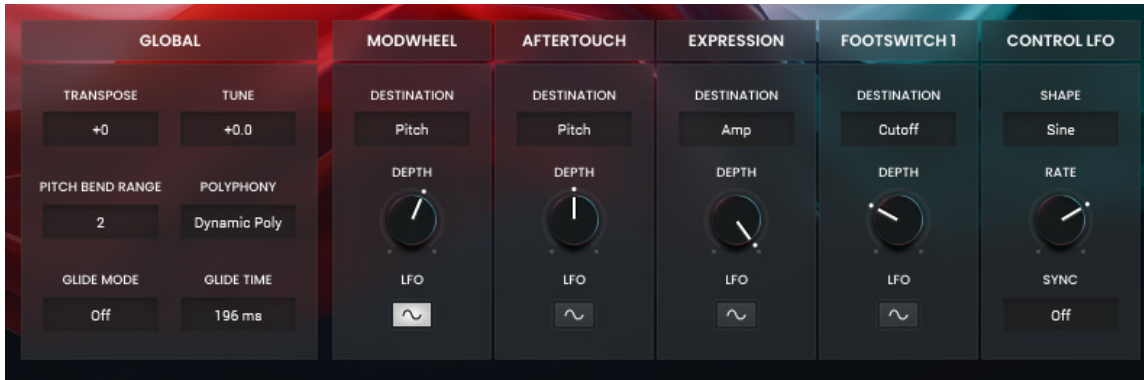 GLOBAL
TRANSPOSE TUNE
+0 +0.0
PITCH BEND RANGE POLYPHONY
2 Dynamic Poly
GLIDE MODE GLIDE TIME
Off 196 ms
MODWHEEL
DESTINATION
Pitch
DEPTH
LFO
AFTERTOUCH
DESTINATION
Pitch
DEPTH
LFO
EXPRESSION
DESTINATION
Amp
DEPTH
LFO
FOOTSWITCH 1
DESTINATION
Cutoff
DEPTH
LFO
CONTROL LFO
SHAPE
Sine
RATE
SYNC
Off